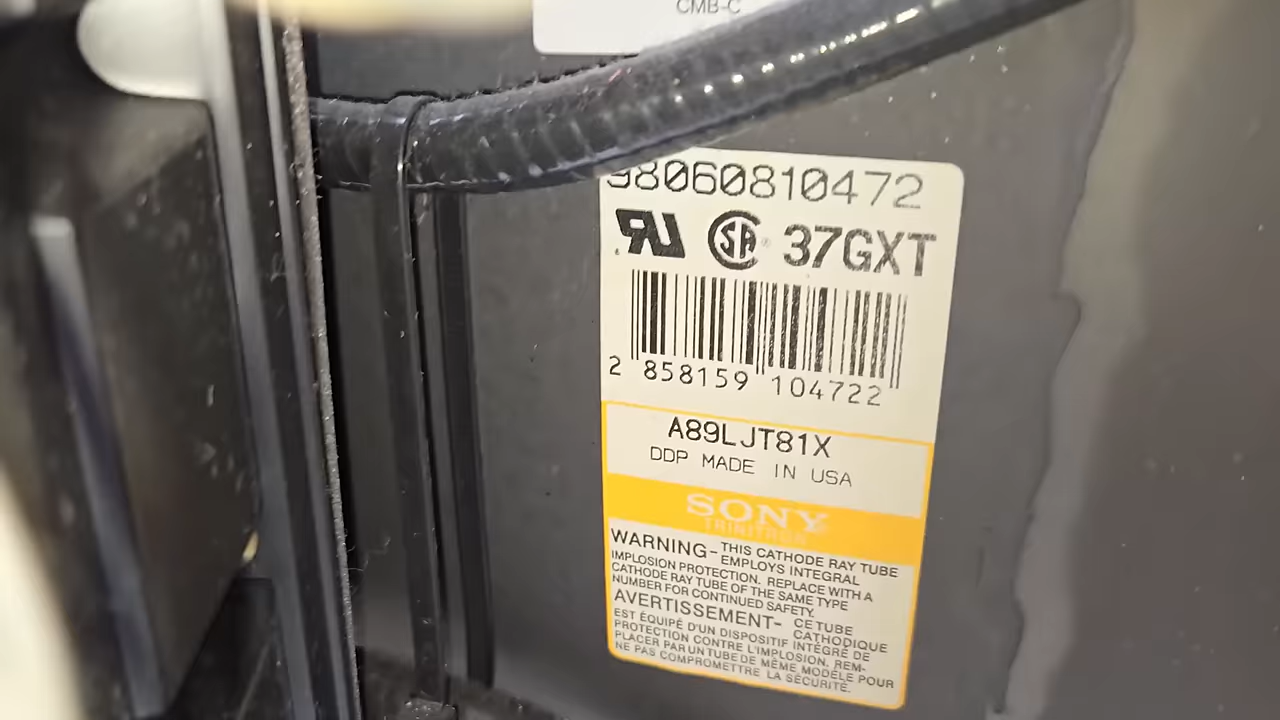 CMB-C
98060810472
37GXT
2 858159 104722
A89LJT81X
DDP MADE IN USA
SONY
TRINITRON
WARNING- THIS CATHODE RAY TUBE
EMPLOYS INTEGRAL
IMPLOSION PROTECTION. REPLACE WITH A
CATHODE RAY TUBE OF THE SAME TYPE
NUMBER FOR CONTINUED SAFETY.
AVERTISSEMENT- CE TUBE
CATHODIQUE
EST ÉQUIPÉ D'UN DISPOSITIF INTÉGRÉ DE
PROTECTION CONTRE L'IMPLOSION. REM-
PLACER PAR UN TUBE DE MÊME MODÈLE POUR
NE PAS COMPROMETTRE LA SÉCURITÉ.